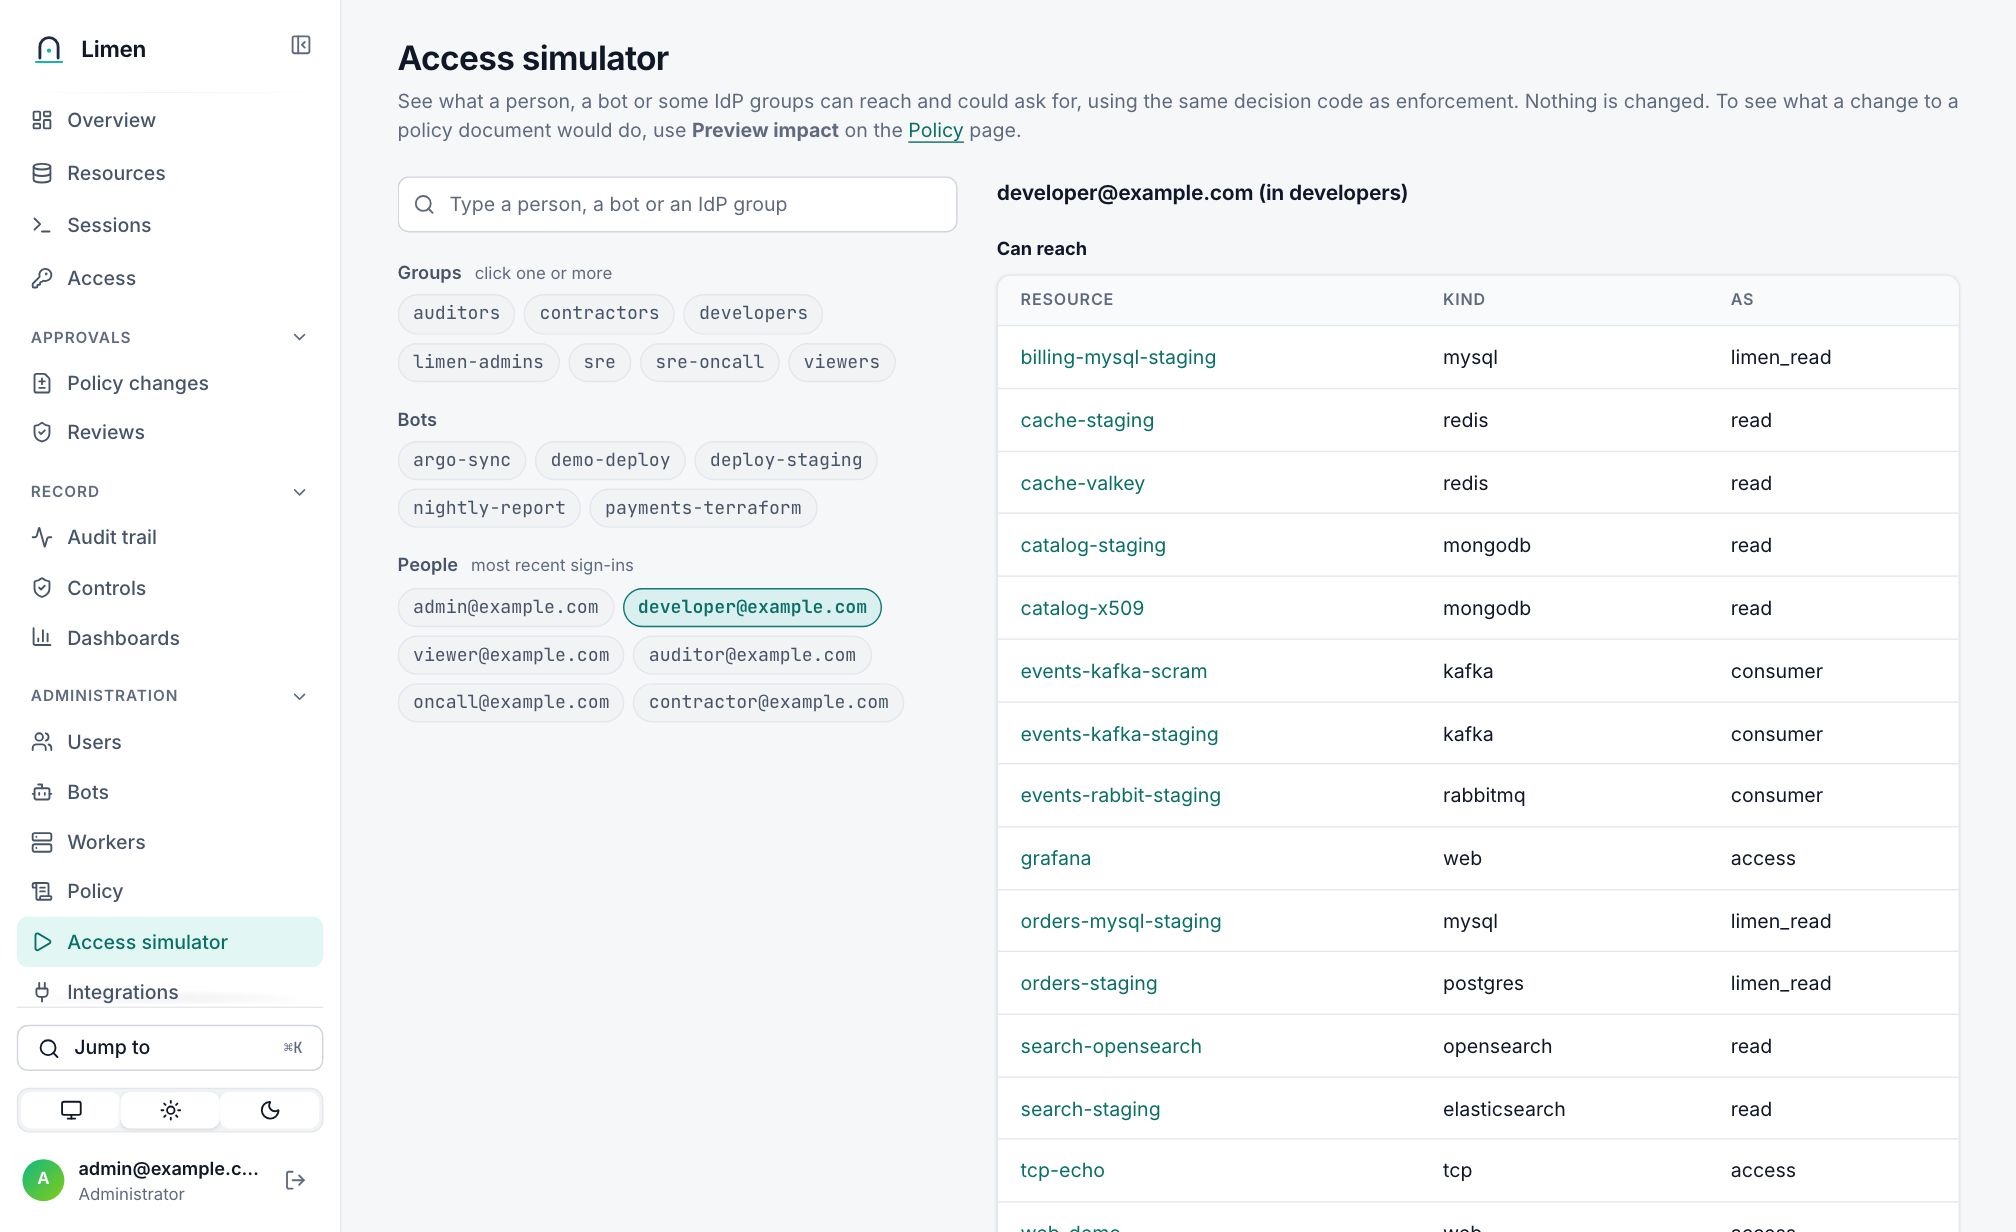 Limen
Overview
Resources
Sessions
Access
APPROVALS
Policy changes
Reviews
RECORD
Audit trail
Controls
Dashboards
ADMINISTRATION
Users
Bots
Workers
Policy
Access simulator
Integrations
Jump to ⌘K
A
admin@example.c...
Administrator
Access simulator
See what a person, a bot or some IdP groups can reach and could ask for, using the same decision code as enforcement. Nothing is changed. To see what a change to a
policy document would do, use Preview impact on the Policy page.
Type a person, a bot or an IdP group
Groups click one or more
auditors contractors developers
limen-admins sre sre-oncall viewers
Bots
argo-sync demo-deploy deploy-staging
nightly-report payments-terraform
People most recent sign-ins
admin@example.com developer@example.com
viewer@example.com auditor@example.com
oncall@example.com contractor@example.com
developer@example.com (in developers)
Can reach
RESOURCE KIND AS
billing-mysql-staging mysql limen_read
cache-staging redis read
cache-valkey redis read
catalog-staging mongodb read
catalog-x509 mongodb read
events-kafka-scram kafka consumer
events-kafka-staging kafka consumer
events-rabbit-staging rabbitmq consumer
grafana web access
orders-mysql-staging mysql limen_read
orders-staging postgres limen_read
search-opensearch opensearch read
search-staging elasticsearch read
tcp-echo tcp access